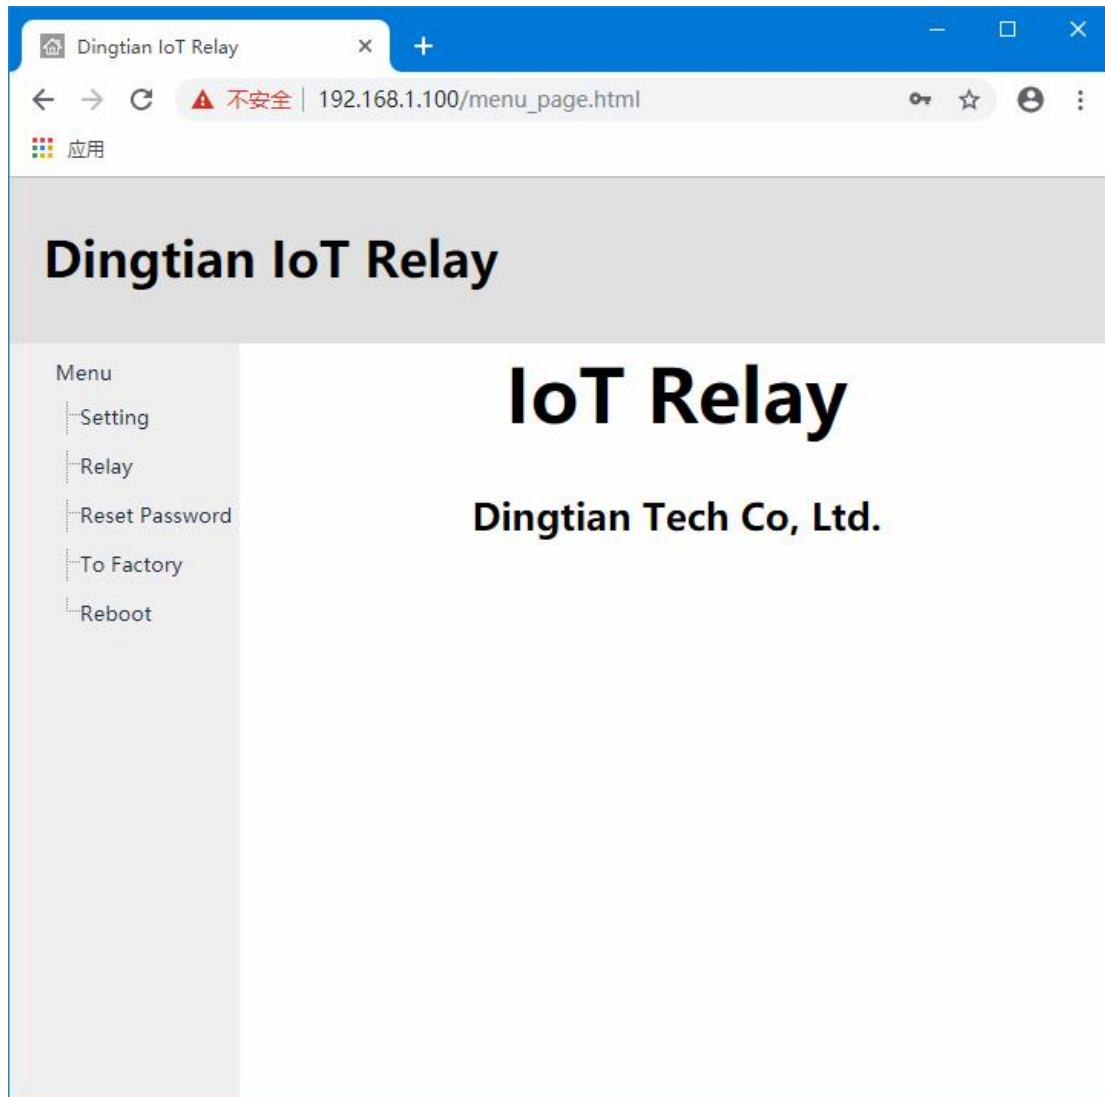 Dingtian IoT Relay
不安全 | 192.168.1.100/menu_page.html
应用
Dingtian IoT Relay
Menu
Setting
Relay
Reset Password
To Factory
Reboot
IoT Relay
Dingtian Tech Co, Ltd.